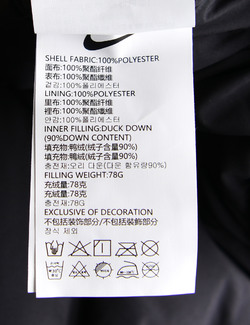 SHELL FABRIC:100%POLYESTER
面布:100%聚酯纤维
表布:100%聚酯纖維
겉감:100%폴리에스터
LINING:100%POLYESTER
里布:100%聚酯纤维
裡布:100%聚酯纖維
안감:100%폴리에스터
INNER FILLING:DUCK DOWN
(90%DOWN CONTENT)
填充物:鸭绒(绒子含量90%)
填充物:鴨絨(絨子含量90%)
충전재:오리 다운(다운 함유량90%)
FILLING WEIGHT:78G
充绒量:78克
充絨量:78克
충전재:78G
EXCLUSIVE OF DECORATION
不包括装饰部分/不包括裝飾部分
장식 제외